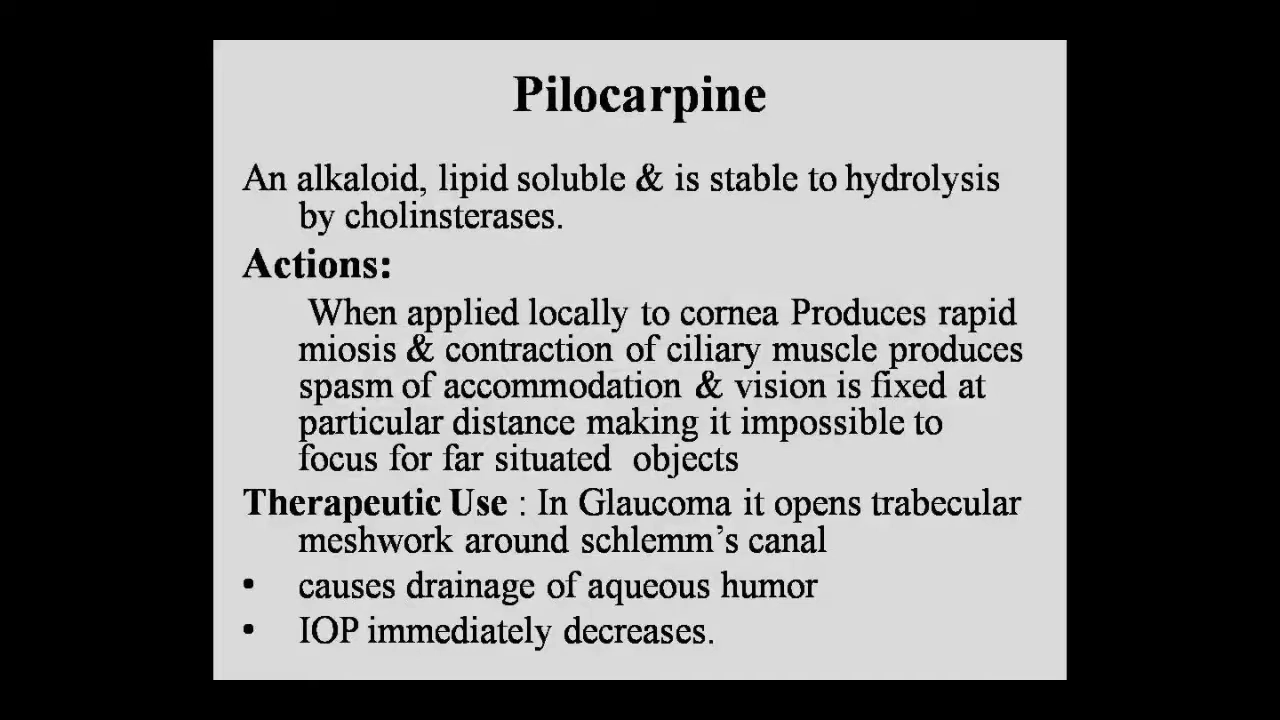 Pilocarpine
An alkaloid, lipid soluble & is stable to hydrolysis
by cholinsterases.
Actions:
When applied locally to cornea Produces rapid
miosis & contraction of ciliary muscle produces
spasm of accommodation & vision is fixed at
particular distance making it impossible to
focus for far situated objects
Therapeutic Use : In Glaucoma it opens trabecular
meshwork around schlemm’s canal
• causes drainage of aqueous humor
• IOP immediately decreases.